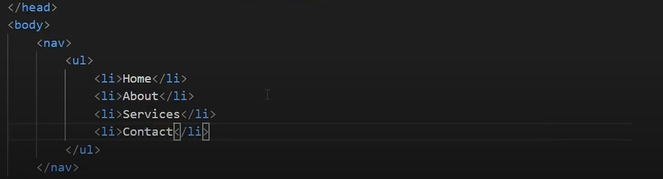 </head>
<body>
<nav>
<ul>
<li>Home</li>
<li>About</li>
<li>Services</li>
<li>Contact</li>
</ul>
</nav>